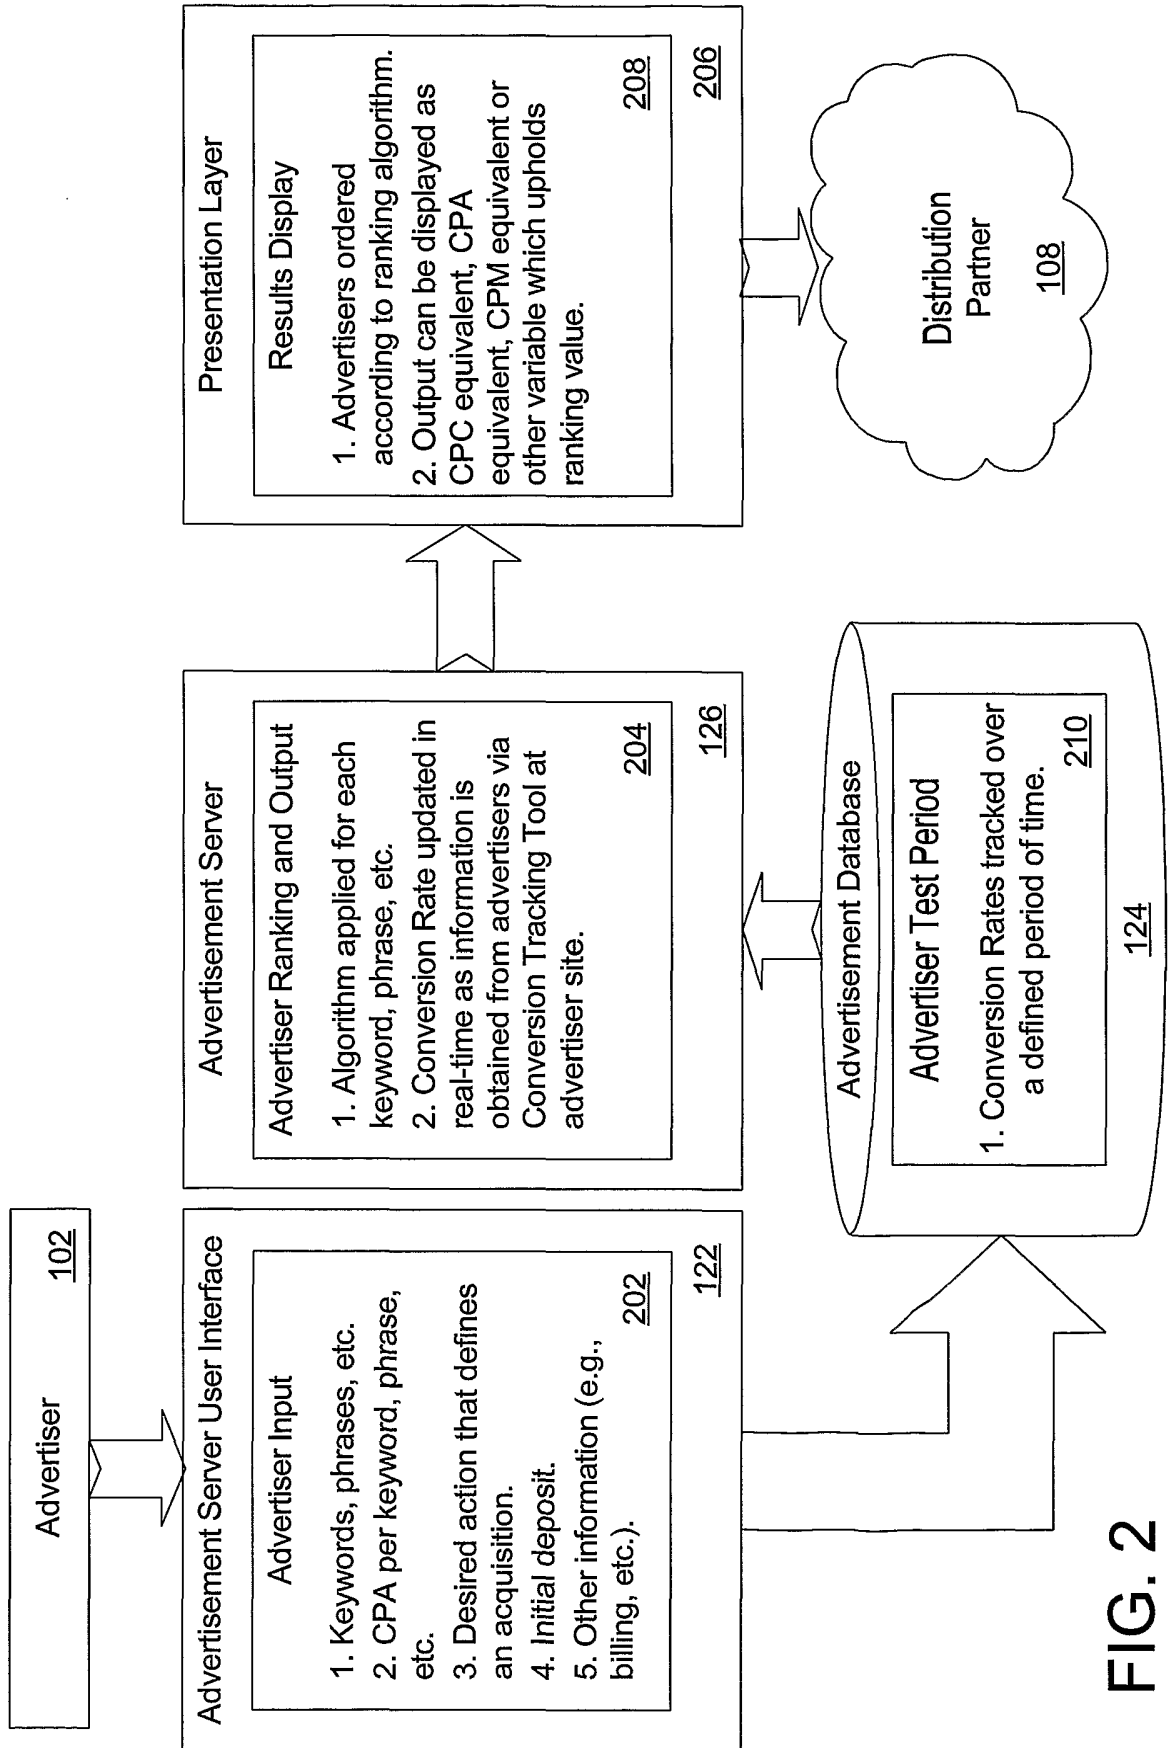 Advertiser
102
Advertisement Server User Interface
Advertiser Input
1. Keywords, phrases, etc.
2. CPA per keyword, phrase,
etc.
3. Desired action that defines
an acquisition.
4. Initial deposit.
5. Other information (e.g.,
billing, etc.).
202
122
Advertisement Server
Advertiser Ranking and Output
1. Algorithm applied for each
keyword, phrase, etc.
2. Conversion Rate updated in
real-time as information is
obtained from advertisers via
Conversion Tracking Tool at
advertiser site.
204
126
Presentation Layer
Results Display
1. Advertisers ordered
according to ranking algorithm.
2. Output can be displayed as
CPC equivalent, CPA
equivalent, CPM equivalent or
other variable which upholds
ranking value.
208
206
Advertisement Database
Advertiser Test Period
1. Conversion Rates tracked over
a defined period of time.
210
124
Distribution
Partner
108
FIG. 2